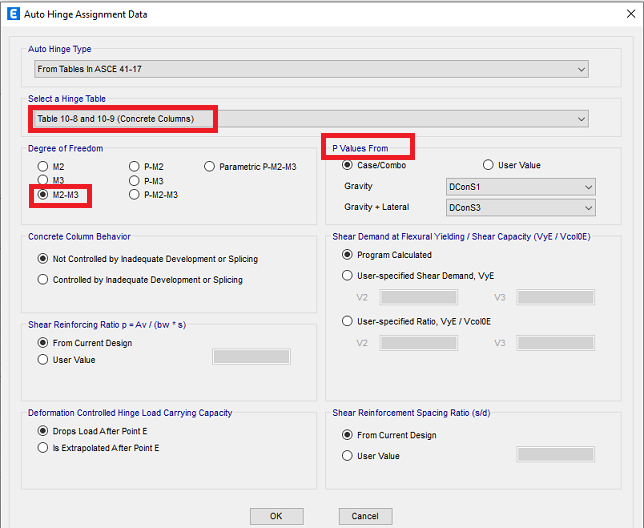 E Auto Hinge Assignment Data
Auto Hinge Type
From Tables In ASCE 41-17
Select a Hinge Table
Table 10-8 and 10-9 (Concrete Columns)
Degree of Freedom
M2 P-M2 Parametric P-M2-M3
M3 P-M3
M2-M3 P-M2-M3
P Values From
Case/Combo User Value
Gravity DConS1
Gravity + Lateral DConS3
Concrete Column Behavior
Not Controlled by Inadequate Development or Splicing
Controlled by Inadequate Development or Splicing
Shear Demand at Flexural Yielding / Shear Capacity (VyE / Vcol0E)
Program Calculated
User-specified Shear Demand, VyE
V2 V3
User-specified Ratio, VyE / Vcol0E
V2 V3
Shear Reinforcing Ratio p = Av / (bw * s)
From Current Design
User Value
Deformation Controlled Hinge Load Carrying Capacity
Drops Load After Point E
Is Extrapolated After Point E
Shear Reinforcement Spacing Ratio (s/d)
From Current Design
User Value
OK Cancel